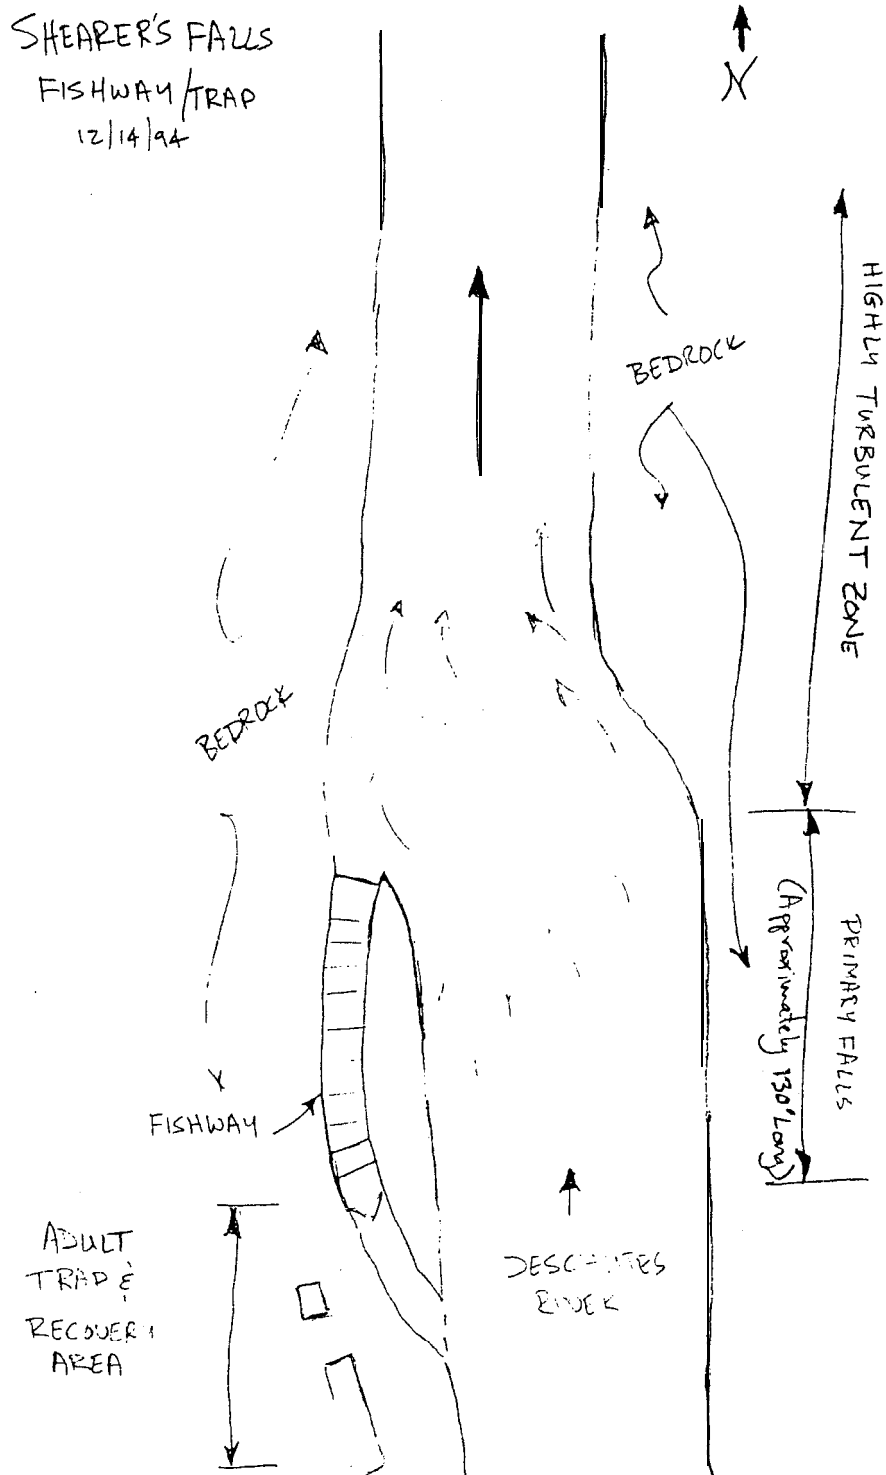 SHEARER'S FALLS
FISHWAY/TRAP
12/14/94
N
HIGHLY TURBULENT ZONE
BEDROCK
BEDROCK
PRIMARY FALLS
(Approximately 130' Long)
FISHWAY
ADULT
TRAP &
RECOVERY
AREA
DESCHUTES
RIVER